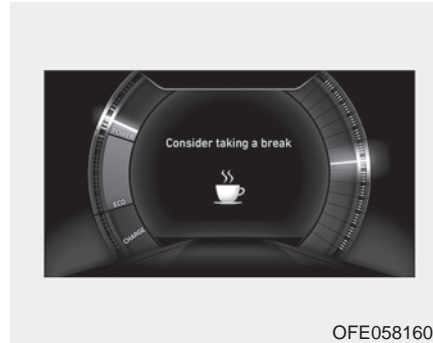 POWER
Consider taking a break
ECO
CHARGE
OFE058160